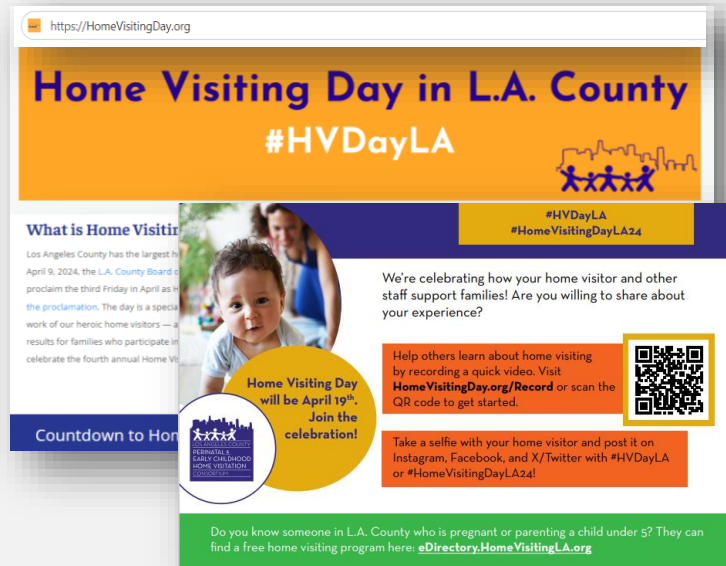 https://HomeVisitingDay.org
Home Visiting Day in L.A. County
#HVDayLA
What is Home Visitin
Los Angeles County has the largest h
April 9, 2024, the L.A. County Board o
proclaim the third Friday in April as H
the proclamation. The day is a specia
work of our heroic home visitors — a
results for families who participate in
celebrate the fourth annual Home Vis
Countdown to Hom
#HVDayLA
#HomeVisitingDayLA24
We're celebrating how your home visitor and other
staff support families! Are you willing to share about
your experience?
Help others learn about home visiting
by recording a quick video. Visit
HomeVisitingDay.org/Record or scan the
QR code to get started.
Home Visiting Day
will be April 19th.
Join the
celebration!
LOS ANGELES COUNTY
PERINATAL &
EARLY CHILDHOOD
HOME VISITATION
CONSORTIUM
Take a selfie with your home visitor and post it on
Instagram, Facebook, and X/Twitter with #HVDayLA
or #HomeVisitingDayLA24!
Do you know someone in L.A. County who is pregnant or parenting a child under 5? They can
find a free home visiting program here: eDirectory.HomeVisitingLA.org